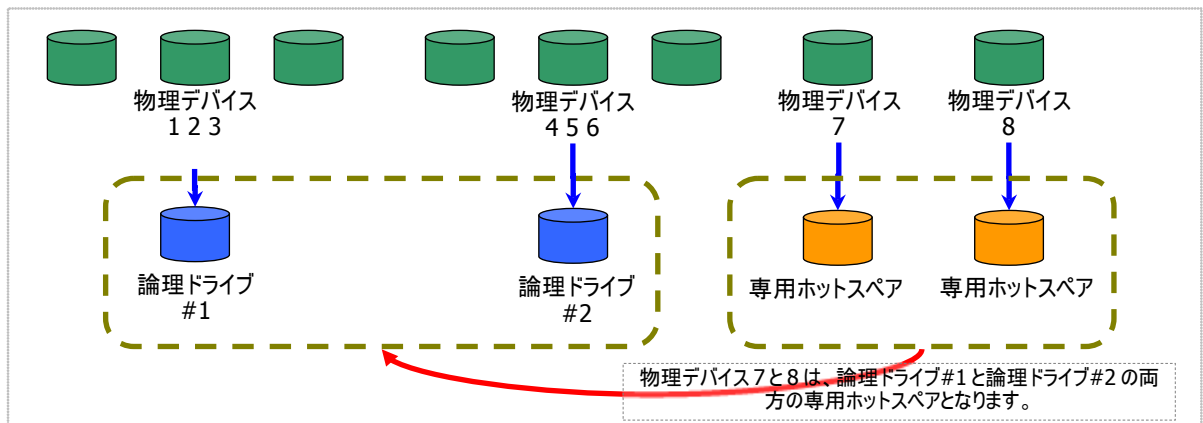 物理デバイス
1 2 3
物理デバイス
4 5 6
物理デバイス
7
物理デバイス
8
論理ドライブ
#1
論理ドライブ
#2
専用ホットスペア
専用ホットスペア
物理デバイス7と8は、論理ドライブ#1と論理ドライブ#2の両
方の専用ホットスペアとなります。